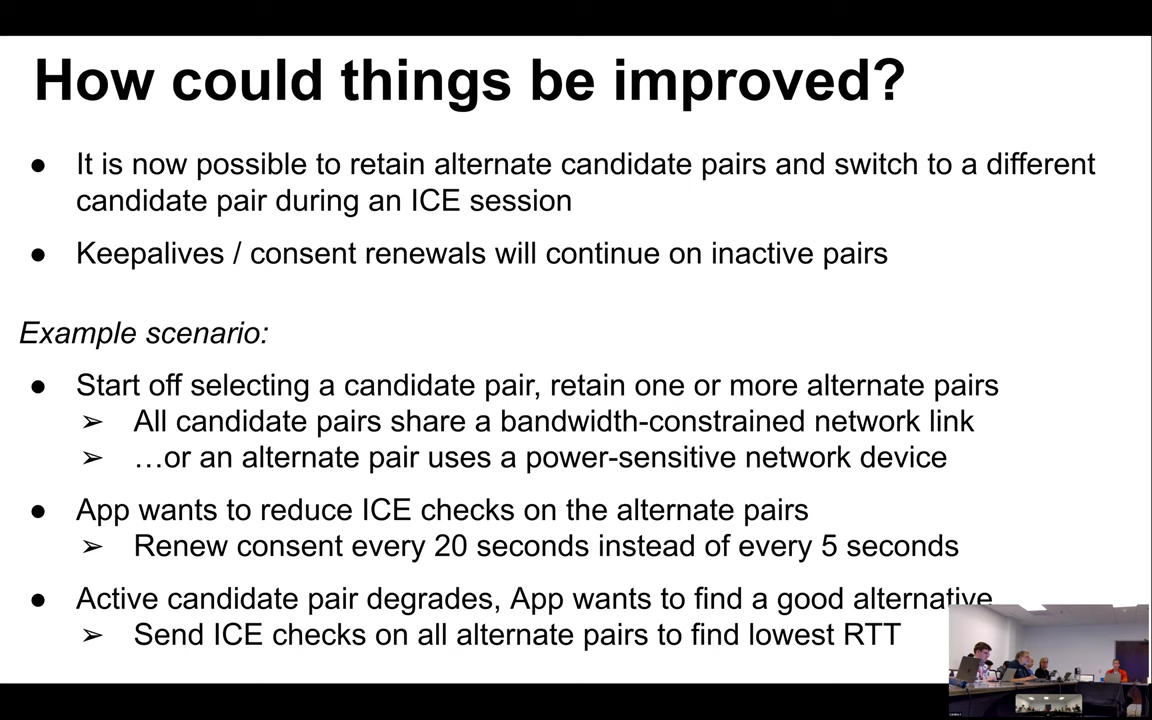 How could things be improved?
● It is now possible to retain alternate candidate pairs and switch to a different
candidate pair during an ICE session
● Keepalives / consent renewals will continue on inactive pairs
Example scenario:
● Start off selecting a candidate pair, retain one or more alternate pairs
➢ All candidate pairs share a bandwidth-constrained network link
➢ …or an alternate pair uses a power-sensitive network device
● App wants to reduce ICE checks on the alternate pairs
➢ Renew consent every 20 seconds instead of every 5 seconds
● Active candidate pair degrades, App wants to find a good alternative
➢ Send ICE checks on all alternate pairs to find lowest RTT